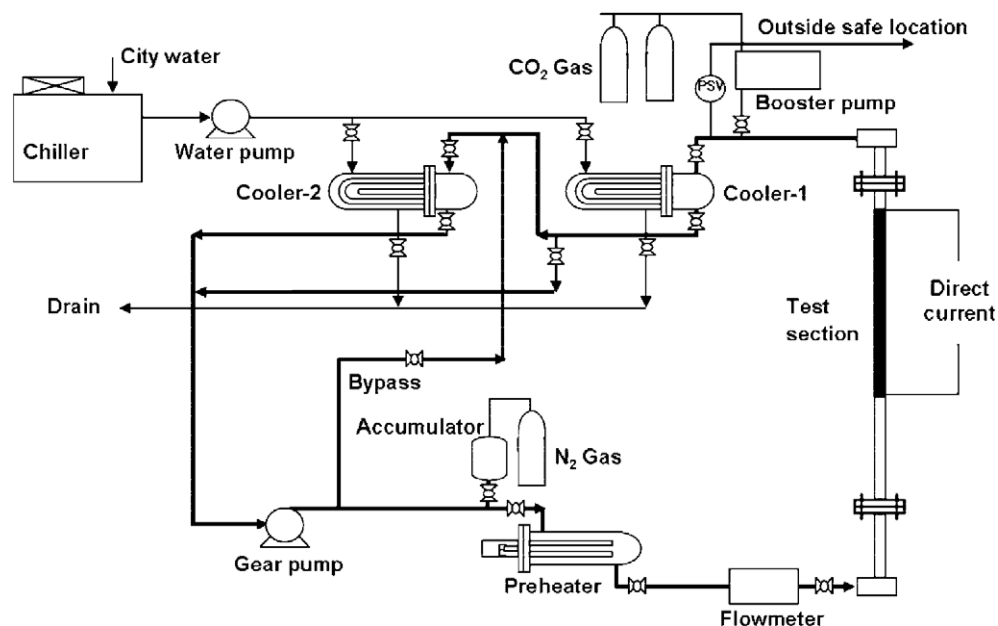 City water
Chiller
Water pump
CO₂ Gas
Outside safe location
PSV
Booster pump
Cooler-2
Cooler-1
Drain
Test
section
Direct
current
Bypass
Accumulator
N₂ Gas
Gear pump
Preheater
Flowmeter